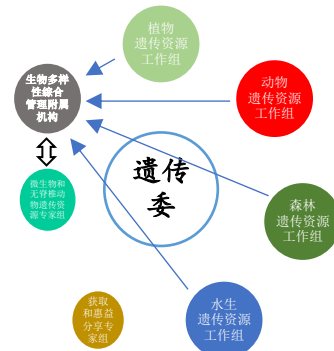 植物
遗传资源
工作组
生物多样
性综合
管理附属
机构
动物
遗传资源
工作组
遗传
委
微生物和
无脊椎动
物遗传资
源专家组
森林
遗传资源
工作组
获取
和惠益
分享专
家组
水生
遗传资源
工作组